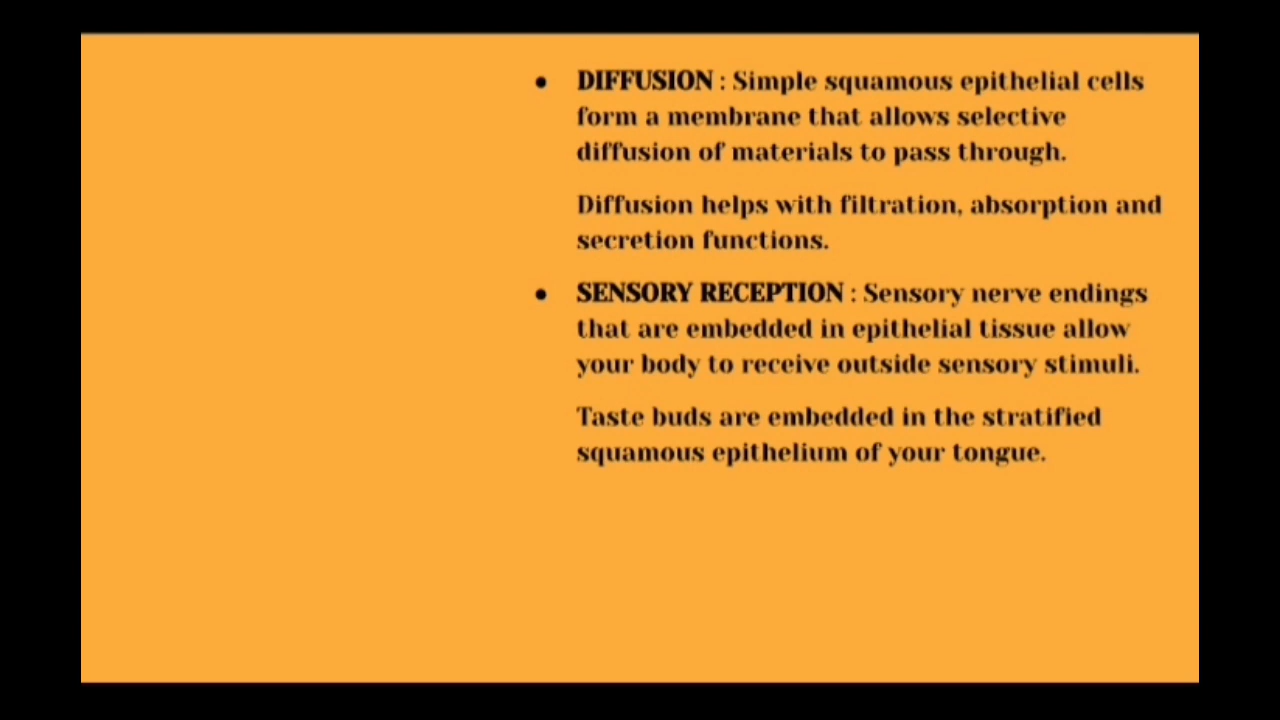 • DIFFUSION : Simple squamous epithelial cells
form a membrane that allows selective
diffusion of materials to pass through.
Diffusion helps with filtration, absorption and
secretion functions.
• SENSORY RECEPTION : Sensory nerve endings
that are embedded in epithelial tissue allow
your body to receive outside sensory stimuli.
Taste buds are embedded in the stratified
squamous epithelium of your tongue.